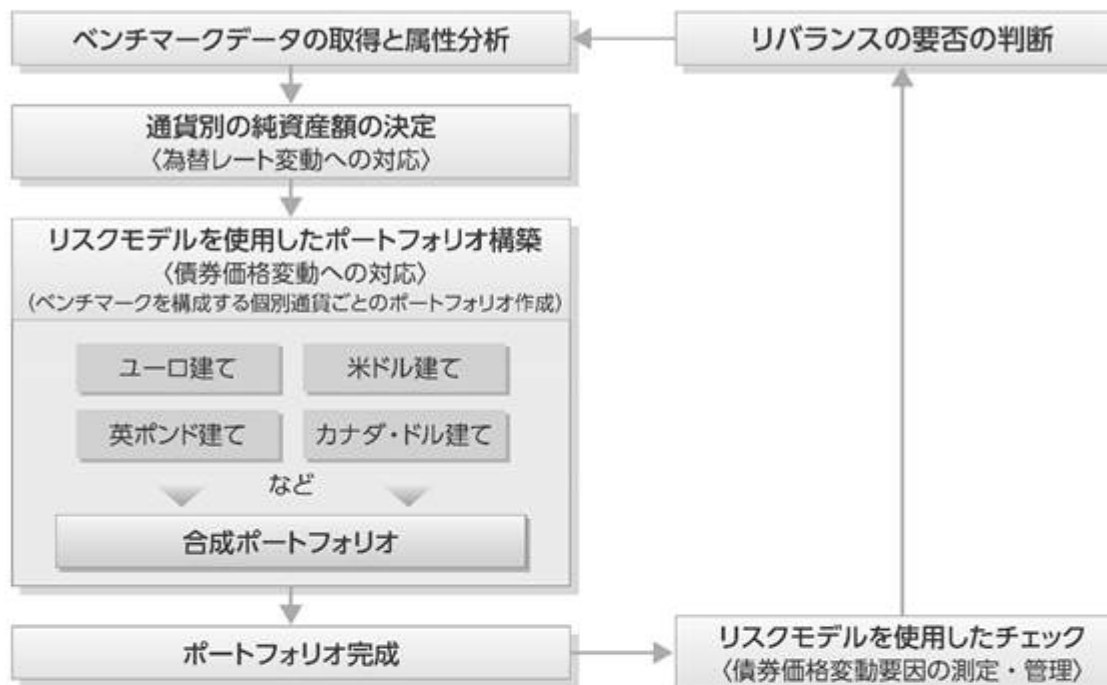 ベンチマークデータの取得と属性分析
リバランスの要否の判断
通貨別の純資産額の決定
〈為替レート変動への対応〉
リスクモデルを使用したポートフォリオ構築
〈債券価格変動への対応〉
(ベンチマークを構成する個別通貨ごとのポートフォリオ作成)
ユーロ建て
米ドル建て
英ポンド建て
カナダ・ドル建て
など
合成ポートフォリオ
ポートフォリオ完成
リスクモデルを使用したチェック
〈債券価格変動要因の測定・管理〉